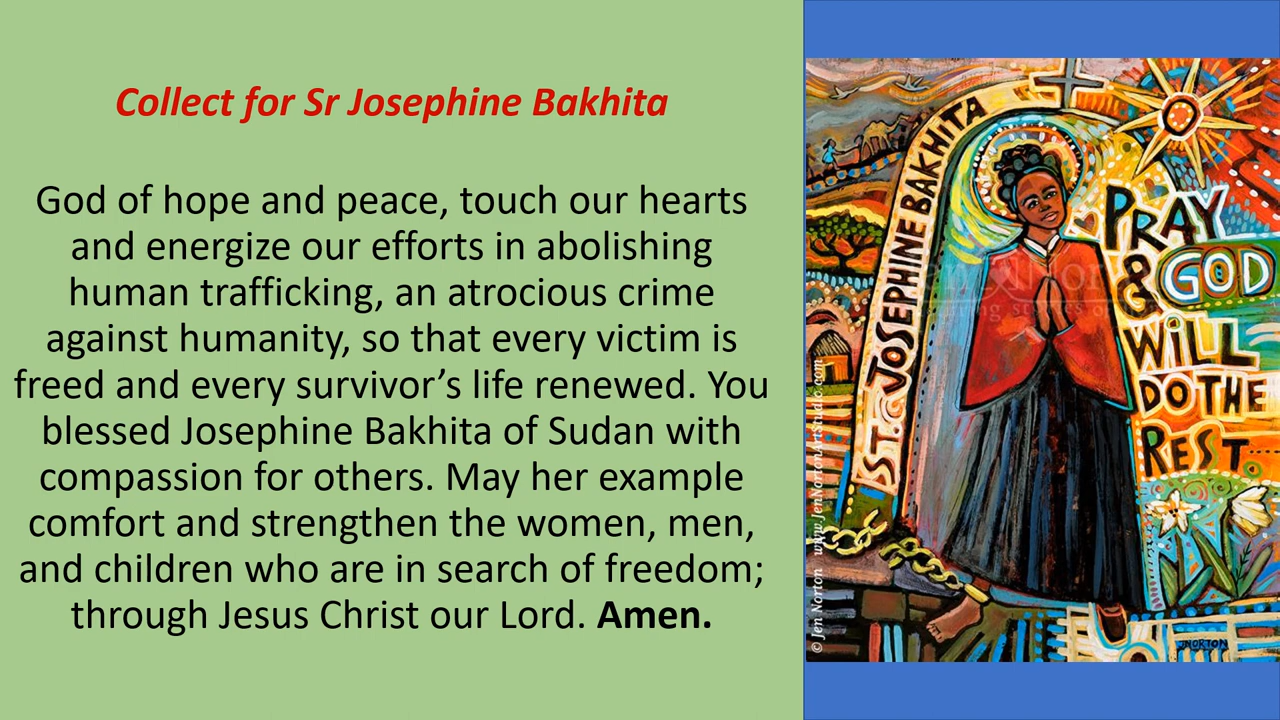 Collect for Sr Josephine Bakhita
God of hope and peace, touch our hearts
and energize our efforts in abolishing
human trafficking, an atrocious crime
against humanity, so that every victim is
freed and every survivor’s life renewed. You
blessed Josephine Bakhita of Sudan with
compassion for others. May her example
comfort and strengthen the women, men,
and children who are in search of freedom;
through Jesus Christ our Lord. Amen.
ST. JOSEPHINE BAKHITA
PRAY
& GOD
WiLL
DO THE
REST....
© Jen Norton www.JenNortonArtStudio.com
NORTON